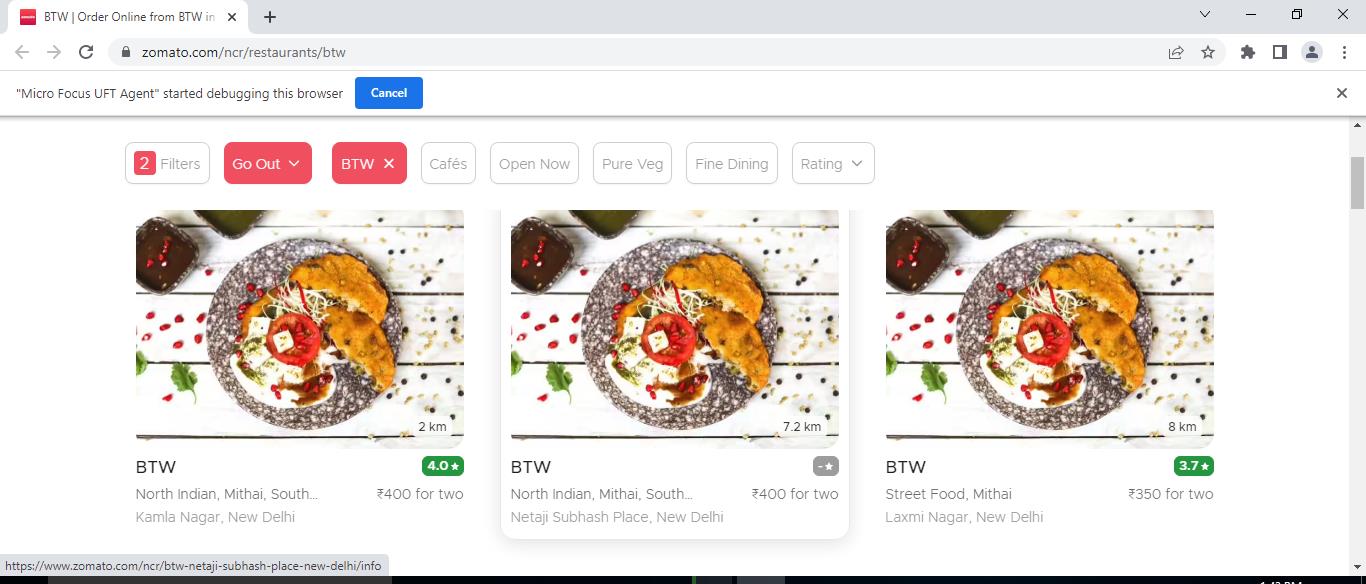 BTW | Order Online from BTW in
zomato.com/ncr/restaurants/btw
"Micro Focus UFT Agent" started debugging this browser
Cancel
2 Filters
Go Out
BTW
Cafés
Open Now
Pure Veg
Fine Dining
Rating
2 km
BTW
4.0★
North Indian, Mithai, South...
₹400 for two
Kamla Nagar, New Delhi
7.2 km
BTW
-★
North Indian, Mithai, South...
₹400 for two
Netaji Subhash Place, New Delhi
8 km
BTW
3.7★
Street Food, Mithai
₹350 for two
Laxmi Nagar, New Delhi
https://www.zomato.com/ncr/btw-netaji-subhash-place-new-delhi/info